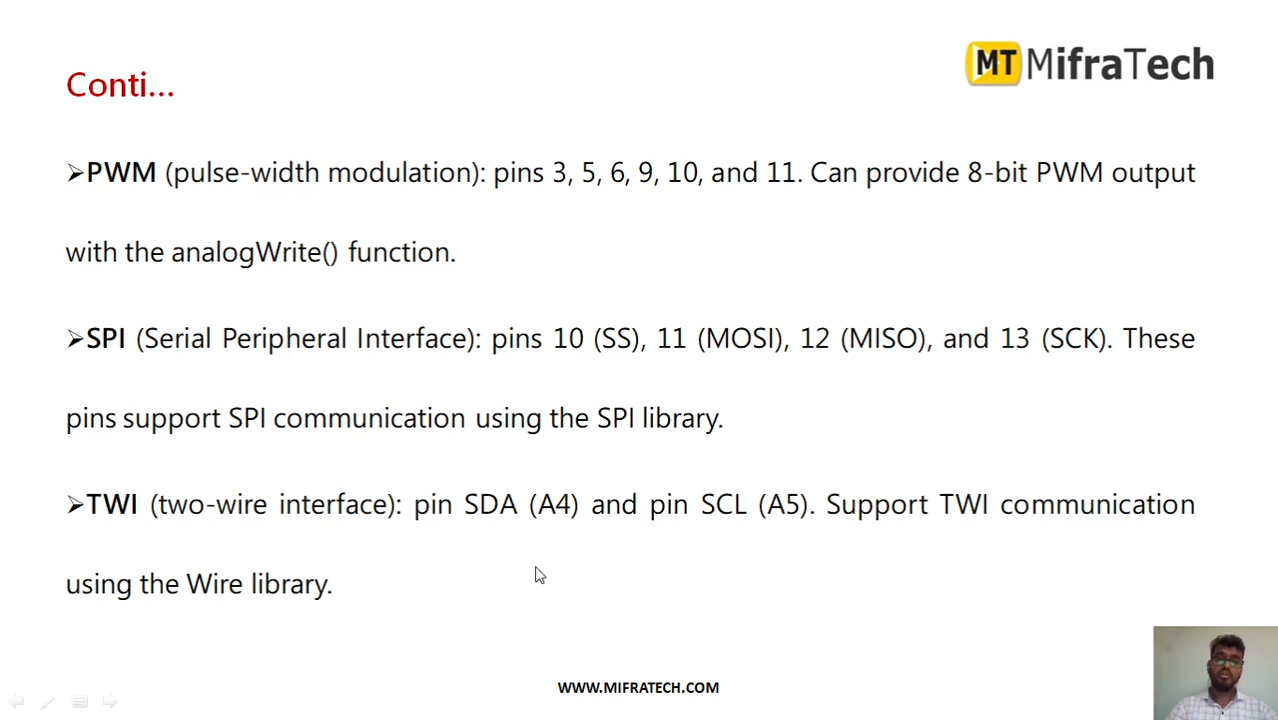 MT MifraTech
Conti...
➢PWM (pulse-width modulation): pins 3, 5, 6, 9, 10, and 11. Can provide 8-bit PWM output
with the analogWrite() function.
➢SPI (Serial Peripheral Interface): pins 10 (SS), 11 (MOSI), 12 (MISO), and 13 (SCK). These
pins support SPI communication using the SPI library.
➢TWI (two-wire interface): pin SDA (A4) and pin SCL (A5). Support TWI communication
using the Wire library.
WWW.MIFRATECH.COM